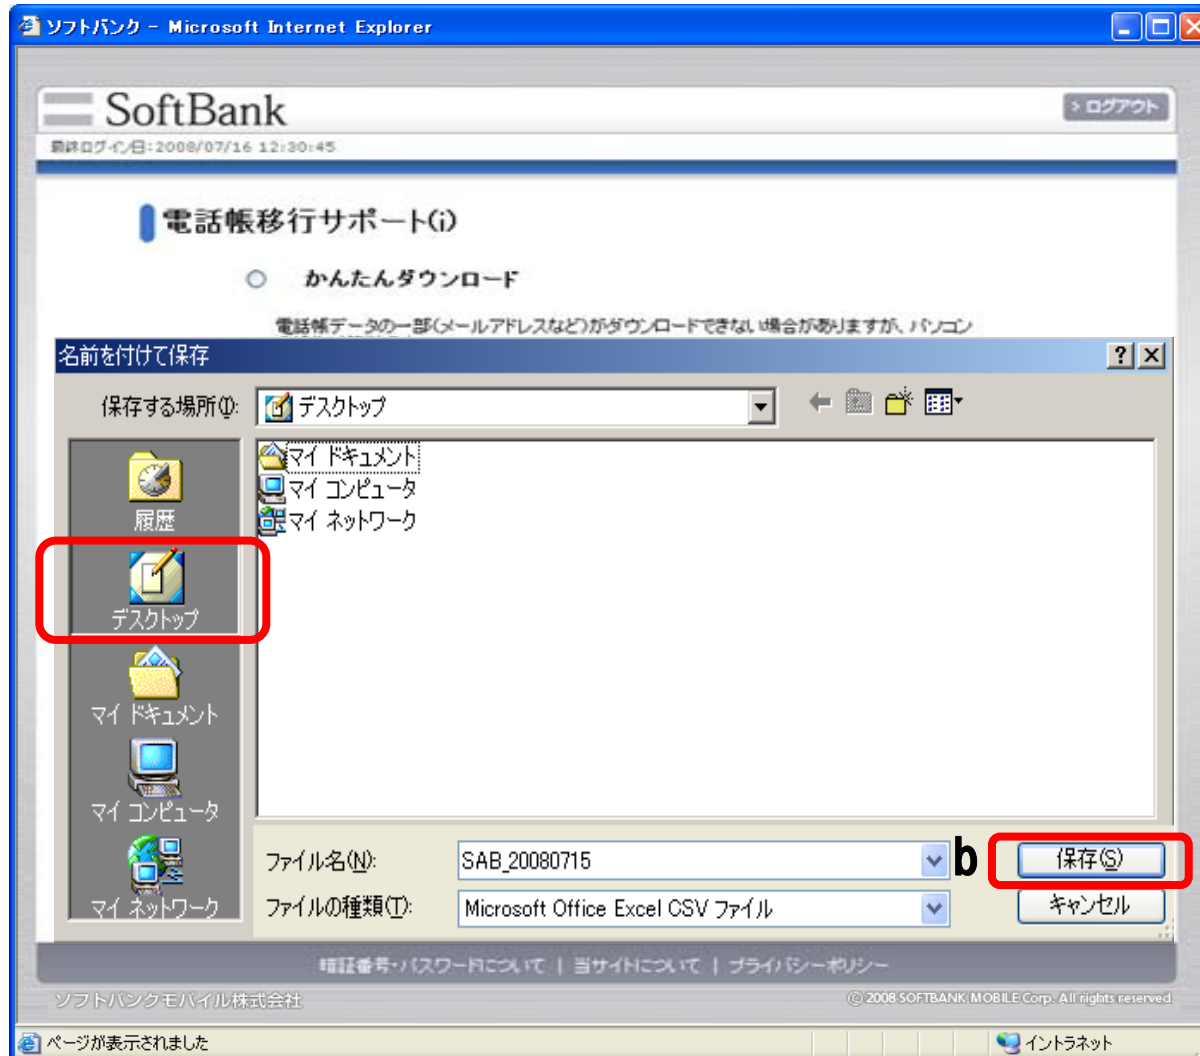 ソフトバンク - Microsoft Internet Explorer
SoftBank
> ログアウト
最終ログイン日:2008/07/16 12:30:45
電話帳移行サポート(i)
かんたんダウンロード
電話帳データの一部(メールアドレスなど)がダウンロードできない場合がありますが、パソコン
名前を付けて保存
保存する場所(I):
デスクトップ
マイ ドキュメント
マイ コンピュータ
マイ ネットワーク
履歴
デスクトップ
マイ ドキュメント
マイ コンピュータ
マイ ネットワーク
ファイル名(N):
SAB_20080715
b
保存(S)
ファイルの種類(T):
Microsoft Office Excel CSV ファイル
キャンセル
暗証番号・パスワードについて | 当サイトについて | プライバシーポリシー
ソフトバンクモバイル株式会社
© 2008 SOFTBANK MOBILE Corp. All rights reserved.
ページが表示されました
イントラネット